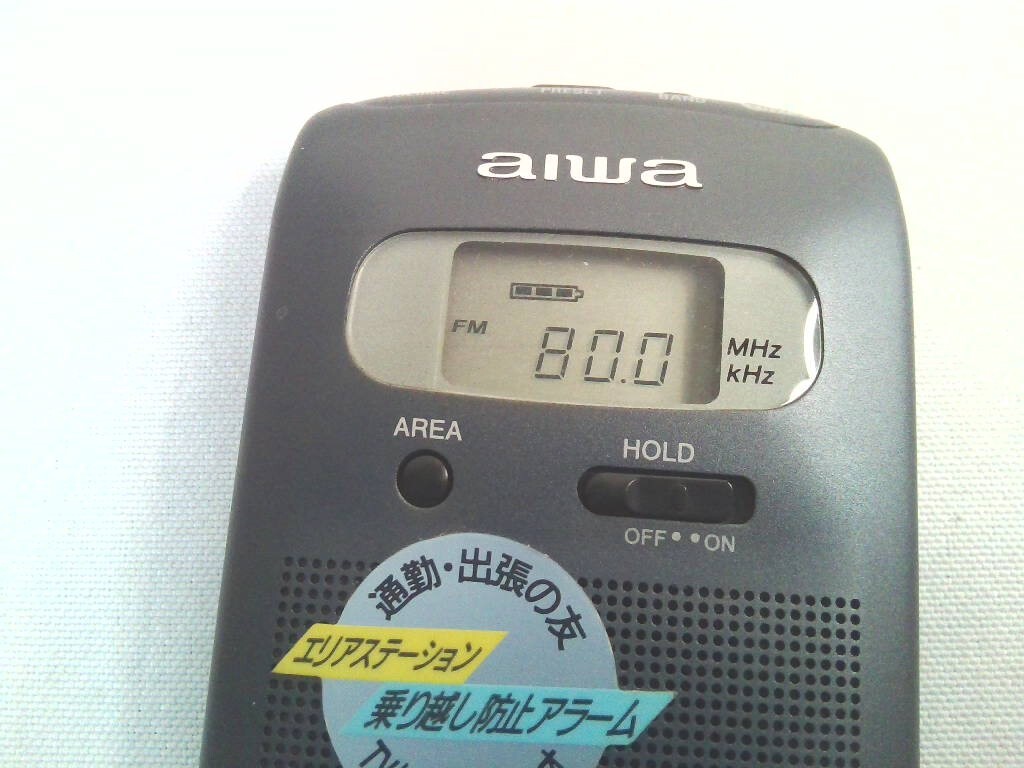 PRESET
BAND
aiwa
FM 80.0 MHz
kHz
AREA
HOLD
OFF••ON
通勤・出張の友
エリアステーション
乗り越し防止アラーム